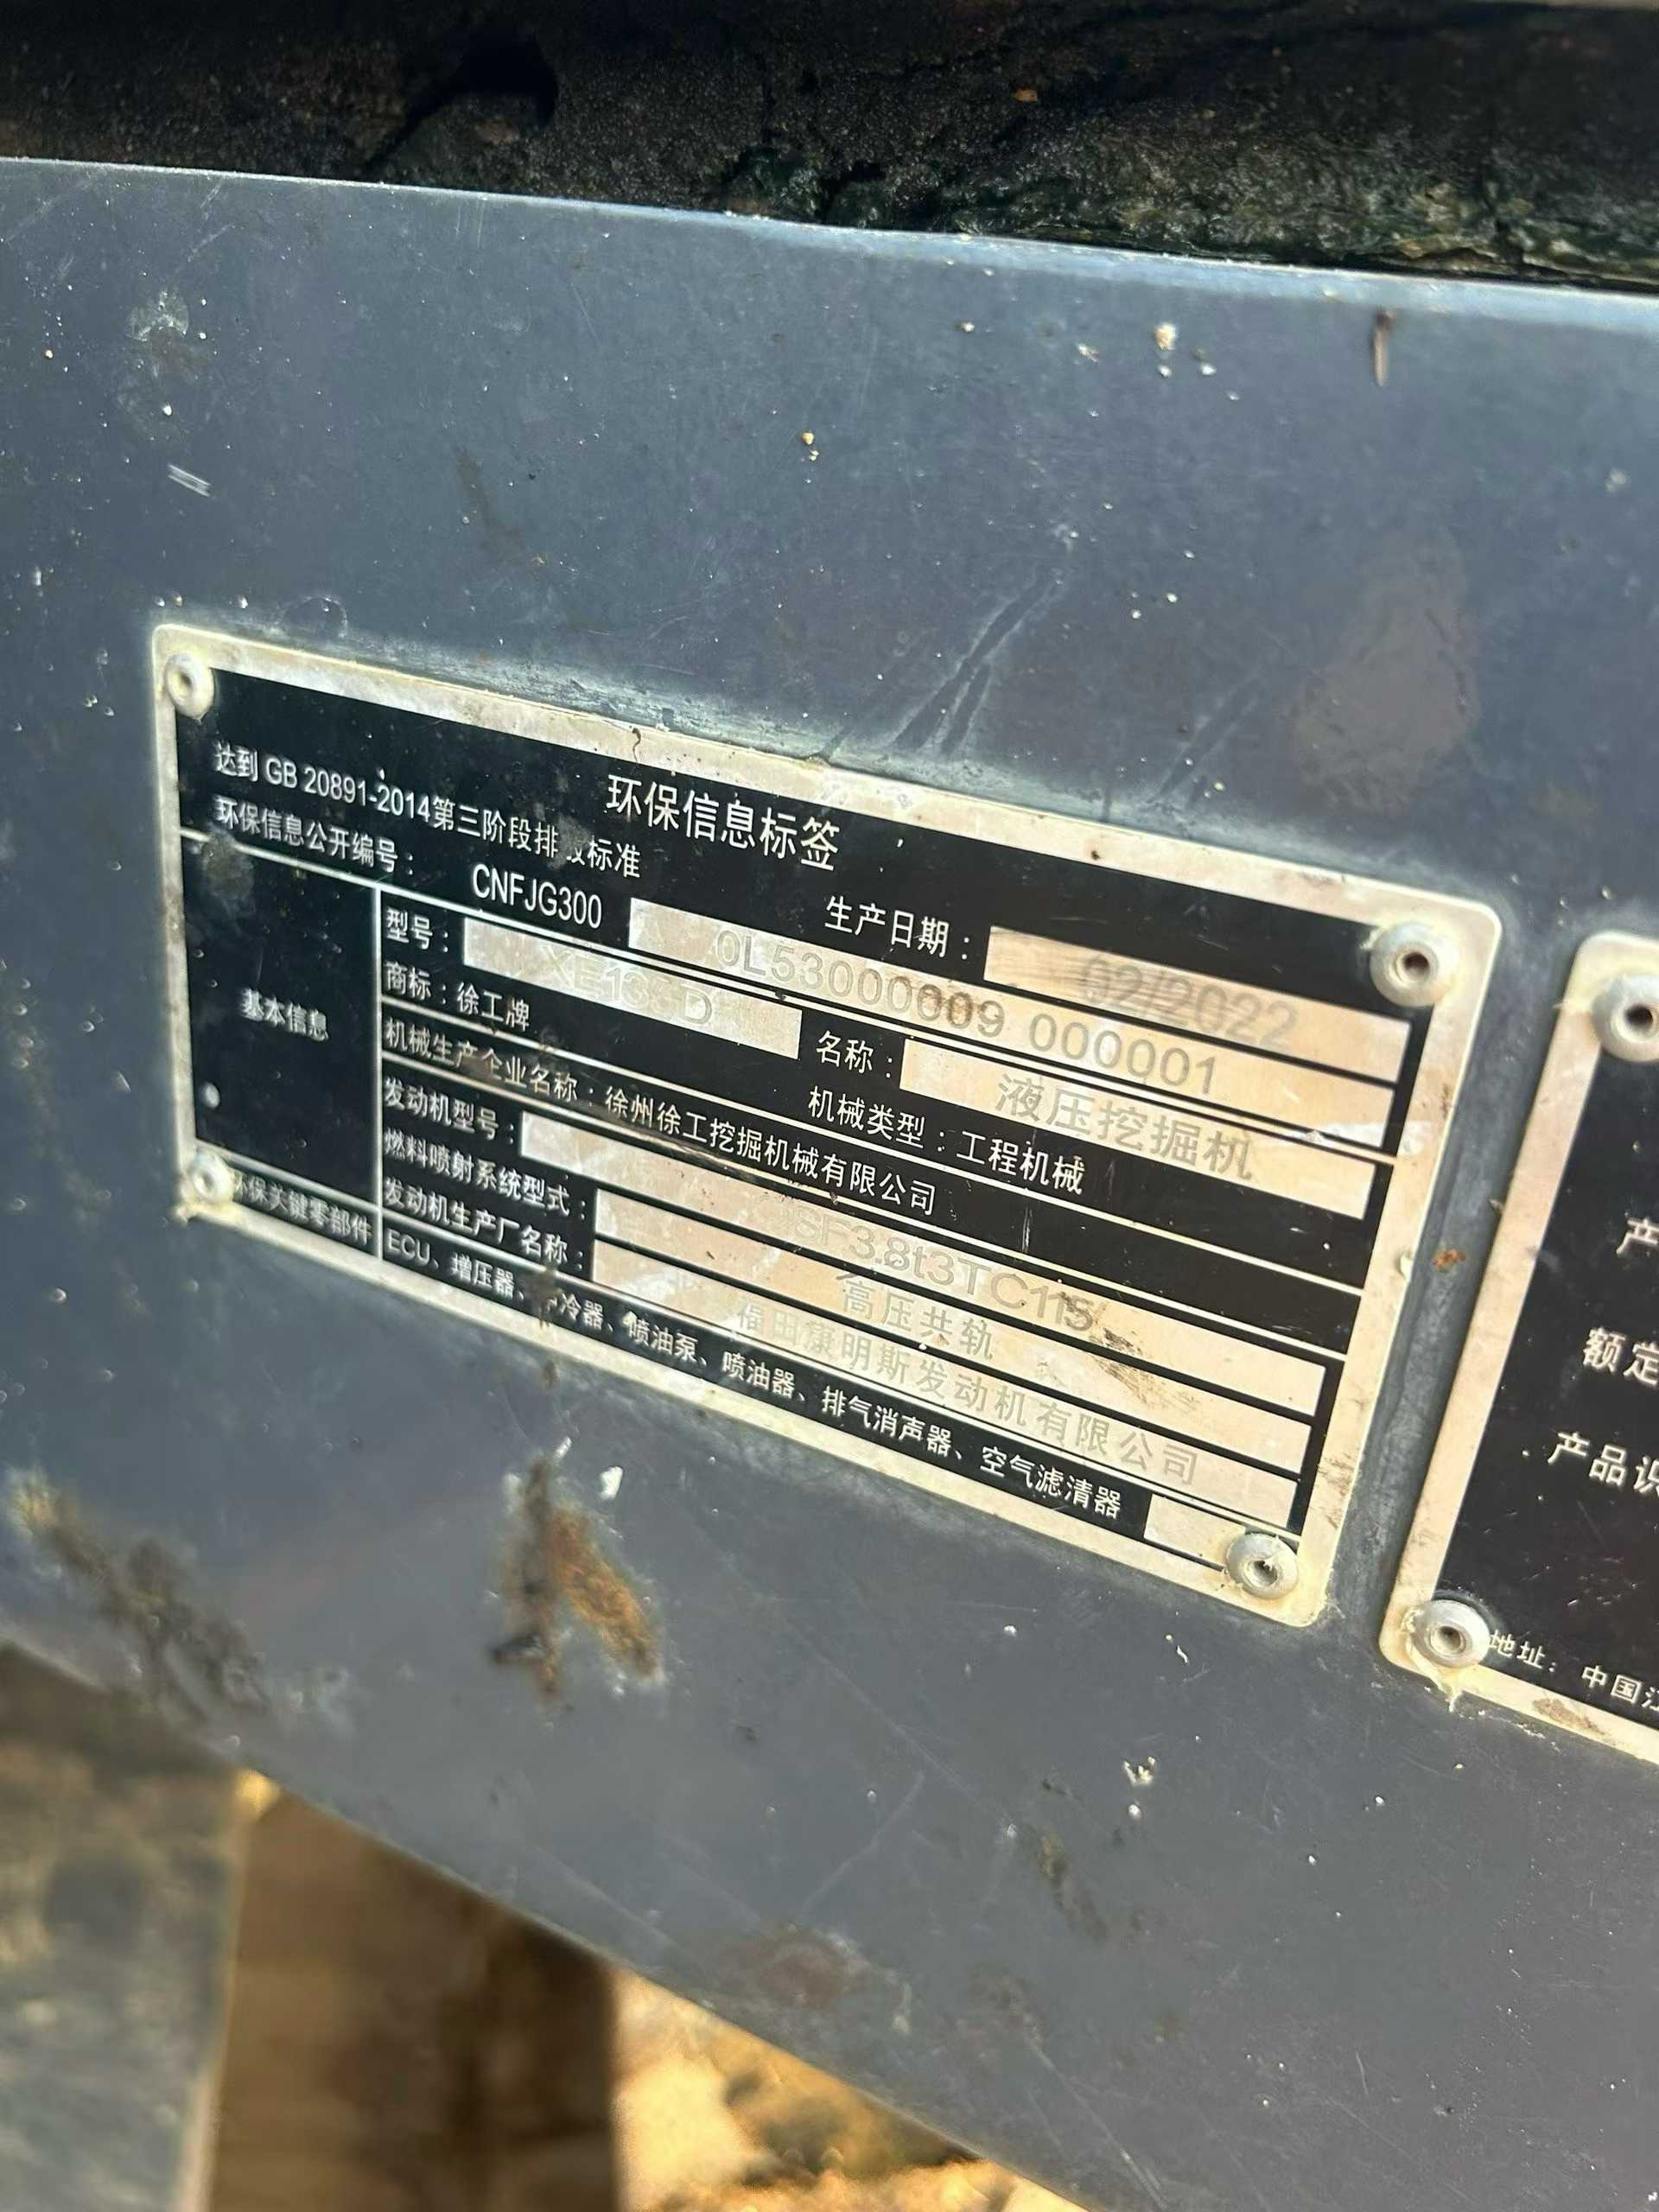 环保信息标签
达到 GB 20891-2014第三阶段排 标准
生产日期： 02/2022
环保信息公开编号： CNFJG300 0L53000009 000001
基本信息
型号： 名称： 液压挖掘机
商标：徐工牌 机械类型：工程机械
机械生产企业名称：徐州徐工挖掘机械有限公司
发动机型号： SF3.8t3TC115
燃料喷射系统型式： 高压共轨
发动机生产厂名称： 福田康明斯发动机有限公司
环保关键零部件 ECU、增压器、 冷器、喷油泵、喷油器、排气消声器、空气滤清器
产
额定
产品识
地址：中国江